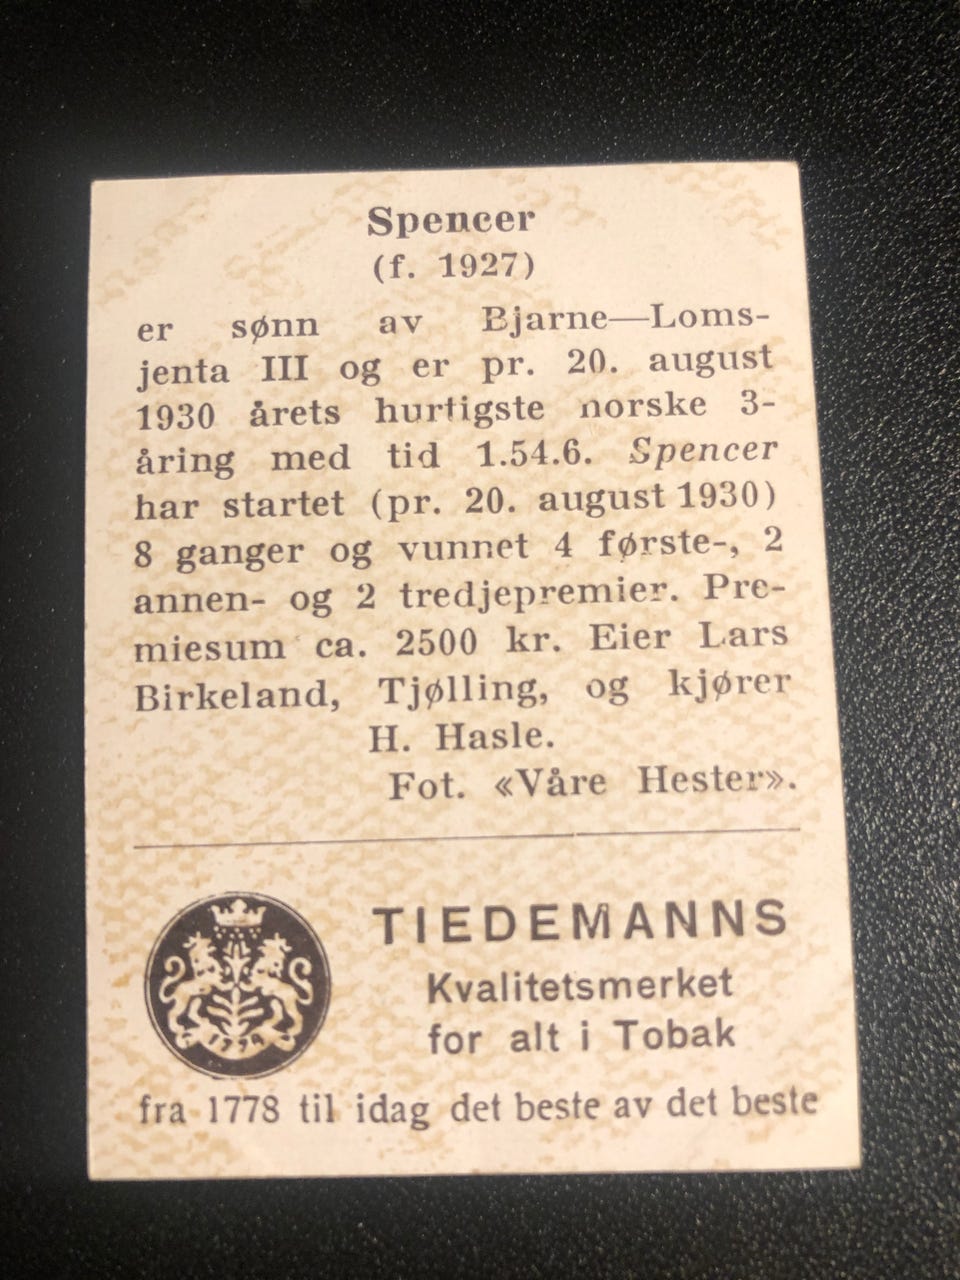 Spencer
(f. 1927)
er sønn av Bjarne—Loms-
jenta III og er pr. 20. august
1930 årets hurtigste norske 3-
åring med tid 1.54.6. Spencer
har startet (pr. 20. august 1930)
8 ganger og vunnet 4 første-, 2
annen- og 2 tredjepremier. Pre-
miesum ca. 2500 kr. Eier Lars
Birkeland, Tjølling, og kjører
H. Hasle.
Fot. «Våre Hester».
TIEDEMANNS
Kvalitetsmerket
for alt i Tobak
fra 1778 til idag det beste av det beste